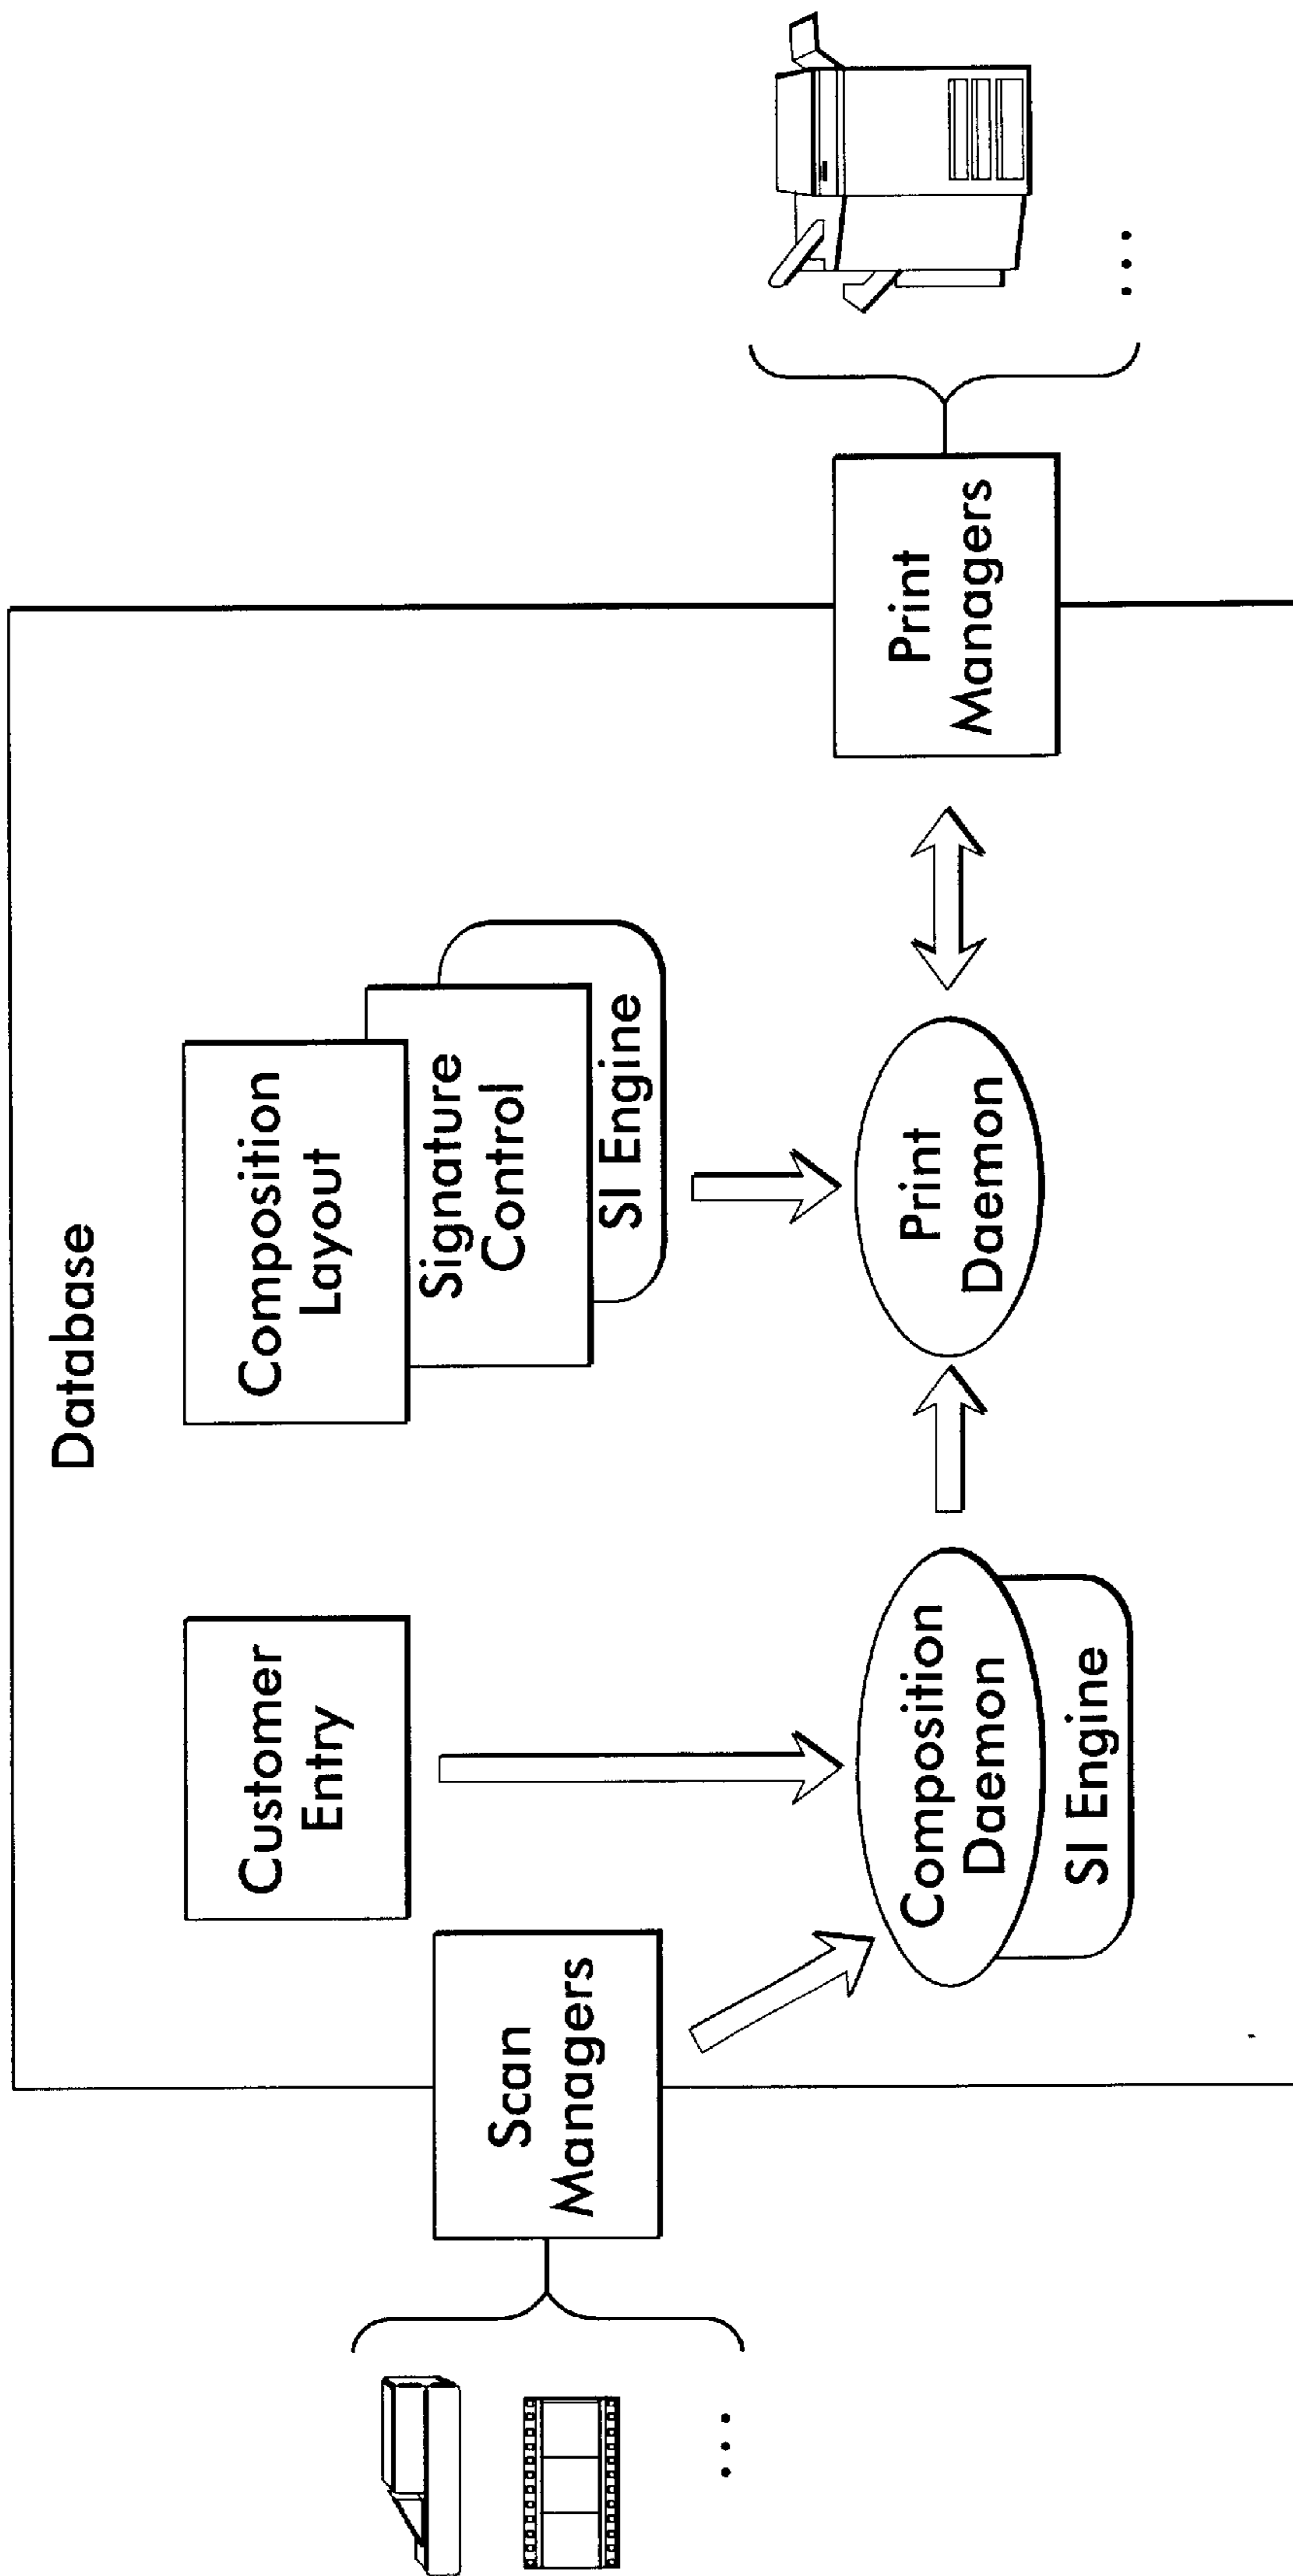 Database
Customer
Entry
Composition
Layout
Signature
Control
SI Engine
Scan
Managers
Composition
Daemon
SI Engine
Print
Daemon
Print
Managers